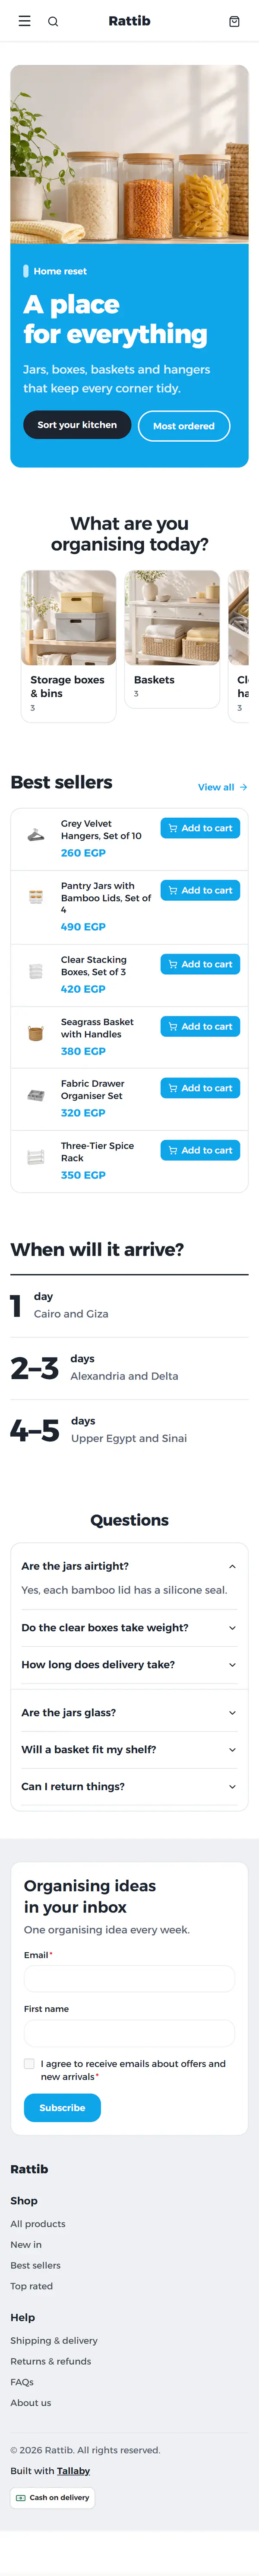 Rattib
Home reset
A place
for everything
Jars, boxes, baskets and hangers
that keep every corner tidy.
Sort your kitchen
Most ordered
What are you
organising today?
Storage boxes
& bins
3
Baskets
3
Cl
ha
3
Best sellers
View all
Grey Velvet
Hangers, Set of 10
260 EGP
Add to cart
Pantry Jars with
Bamboo Lids, Set of
4
490 EGP
Add to cart
Clear Stacking
Boxes, Set of 3
420 EGP
Add to cart
Seagrass Basket
with Handles
380 EGP
Add to cart
Fabric Drawer
Organiser Set
320 EGP
Add to cart
Three-Tier Spice
Rack
350 EGP
Add to cart
When will it arrive?
1 day
Cairo and Giza
2–3 days
Alexandria and Delta
4–5 days
Upper Egypt and Sinai
Questions
Are the jars airtight?
Yes, each bamboo lid has a silicone seal.
Do the clear boxes take weight?
How long does delivery take?
Are the jars glass?
Will a basket fit my shelf?
Can I return things?
Organising ideas
in your inbox
One organising idea every week.
Email*
First name
I agree to receive emails about offers and
new arrivals*
Subscribe
Rattib
Shop
All products
New in
Best sellers
Top rated
Help
Shipping & delivery
Returns & refunds
FAQs
About us
© 2026 Rattib. All rights reserved.
Built with Tallaby
Cash on delivery